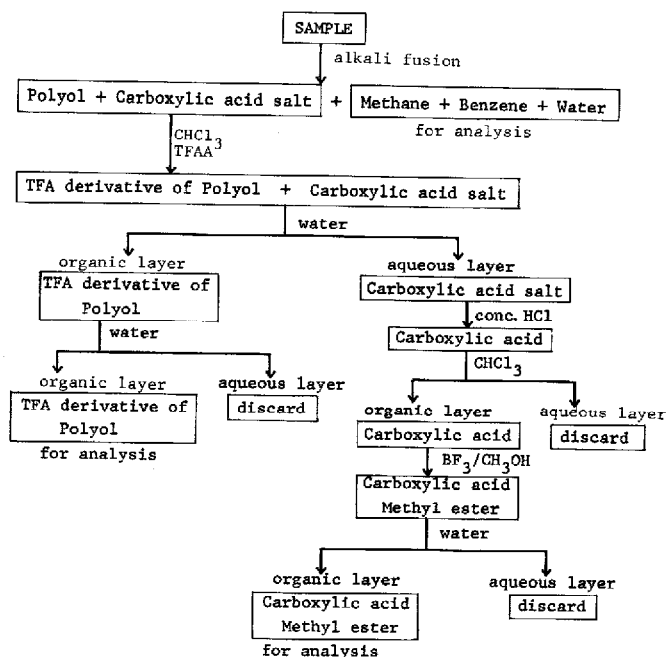 SAMPLE
alkali fusion
Polyol + Carboxylic acid salt + Methane + Benzene + Water
for analysis
CHCl3
TFAA
TFA derivative of Polyol + Carboxylic acid salt
water
organic layer
TFA derivative of
Polyol
water
organic layer
TFA derivative of
Polyol
for analysis
aqueous layer
discard
aqueous layer
Carboxylic acid salt
conc. HCl
Carboxylic acid
CHCl3
organic layer
Carboxylic acid
BF3/CH3OH
Carboxylic acid
Methyl ester
water
aqueous layer
discard
organic layer
Carboxylic acid
Methyl ester
for analysis
aqueous layer
discard